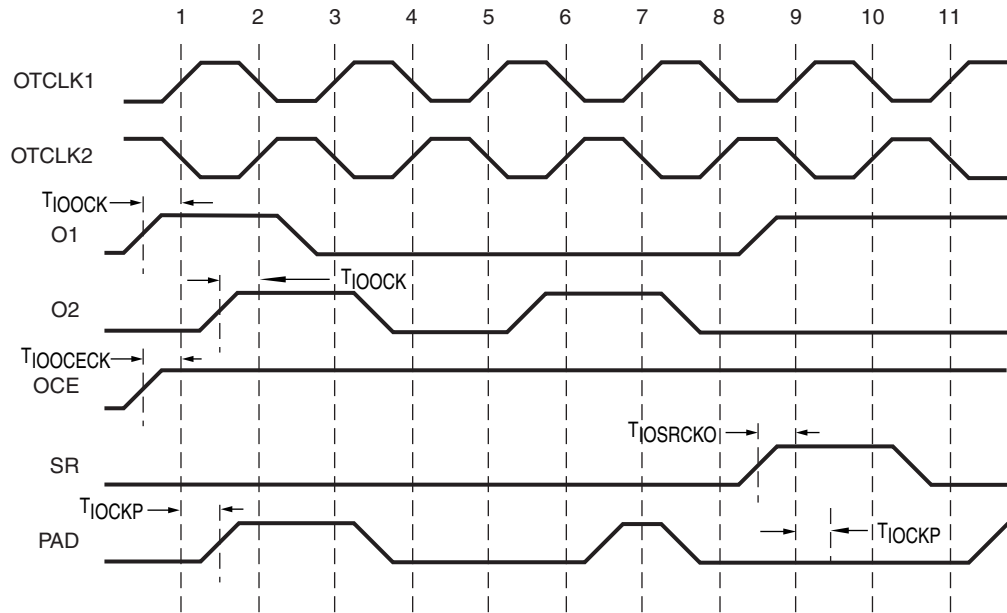 1 2 3 4 5 6 7 8 9 10 11
OTCLK1
OTCLK2
TIOOCK
O1
TIOOCK
O2
TIOOCECK
OCE
TIOSRCKO
SR
TIOCKP
PAD
TIOCKP